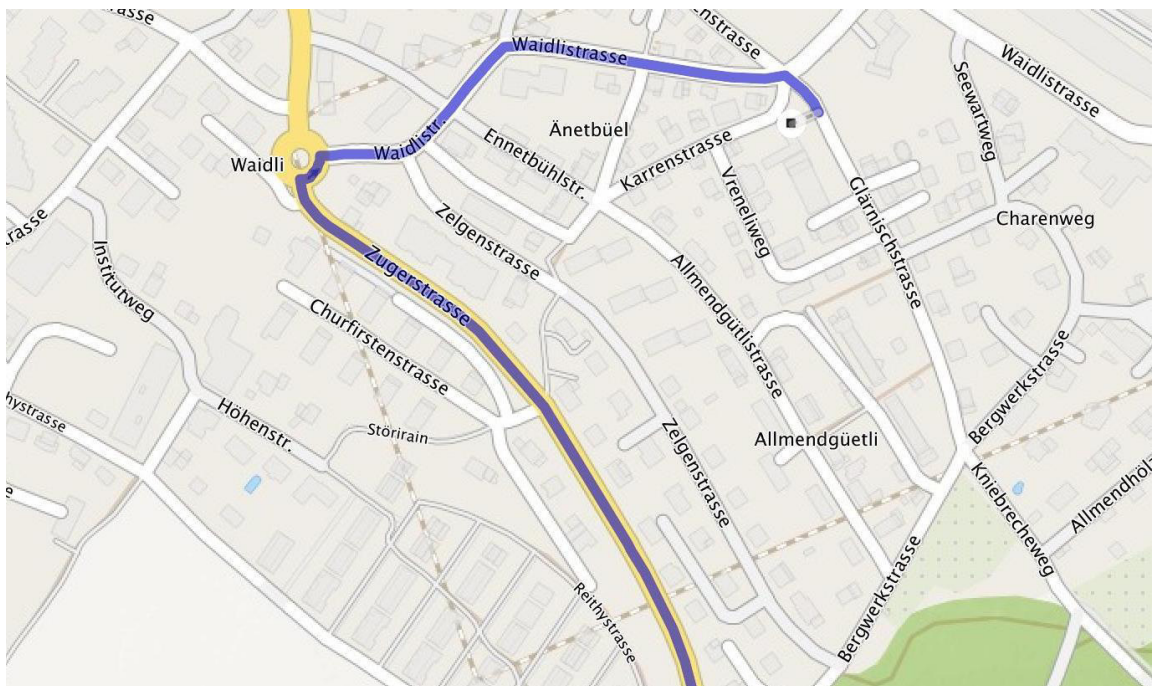 Waidlistrasse
Waidlistrasse
Seewartweg
Änetbüel
Waidlistr.
Ennetbühlstr.
Karrenstrasse
Waidli
Vreneliweg
Glärnischstrasse
Charenweg
Zelgenstrasse
Institutweg
Zugerstrasse
Allmendgütlistrasse
Churfirstenstrasse
Bergwerkstrasse
Höhenstr.
Störirain
Zelgenstrasse
Allmendgüetli
Kniebrecheweg
Bergwerkstrasse
Reithystrasse